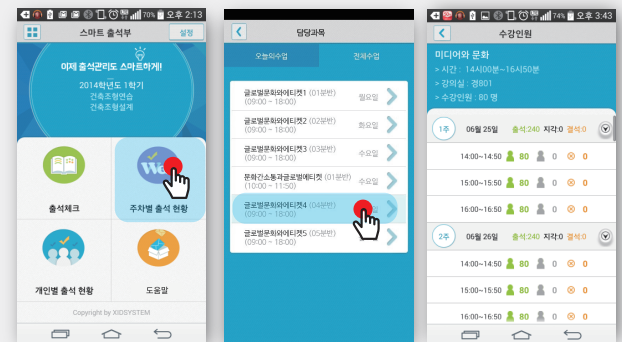 70% 오후 2:13
스마트 출석부
설정
이제 출석관리도 스마트하게!
2014학년도 1학기
건축조형연습
건축조형설계
출석체크
주차별 출석 현황
개인별 출석 현황
도움말
Copyright by XIDSYSTEM
담당과목
오늘의수업
전체수업
글로벌문화와에티켓1 (01분반)
(09:00 ~ 18:00)
월요일
글로벌문화와에티켓2 (02분반)
(09:00 ~ 18:00)
화요일
글로벌문화와에티켓3 (03분반)
(09:00 ~ 18:00)
수요일
문화간소통과글로벌에티켓 (01분반)
(10:00 ~ 11:50)
수요일
글로벌문화와에티켓4 (04분반)
(09:00 ~ 18:00)
글로벌문화와에티켓5 (05분반)
(09:00 ~ 18:00)
74% 오후 3:43
수강인원
미디어와 문화
> 시간 : 14시00분~16시50분
> 강의실 : 경801
> 수강인원 : 80 명
1주 06월 25일 출석:240 지각:0 결석:0
14:00~14:50 80 0 0
15:00~15:50 80 0 0
16:00~16:50 80 0 0
2주 06월 26일 출석:240 지각:0 결석:0
14:00~14:50 80 0 0
15:00~15:50 80 0 0
16:00~16:50 80 0 0